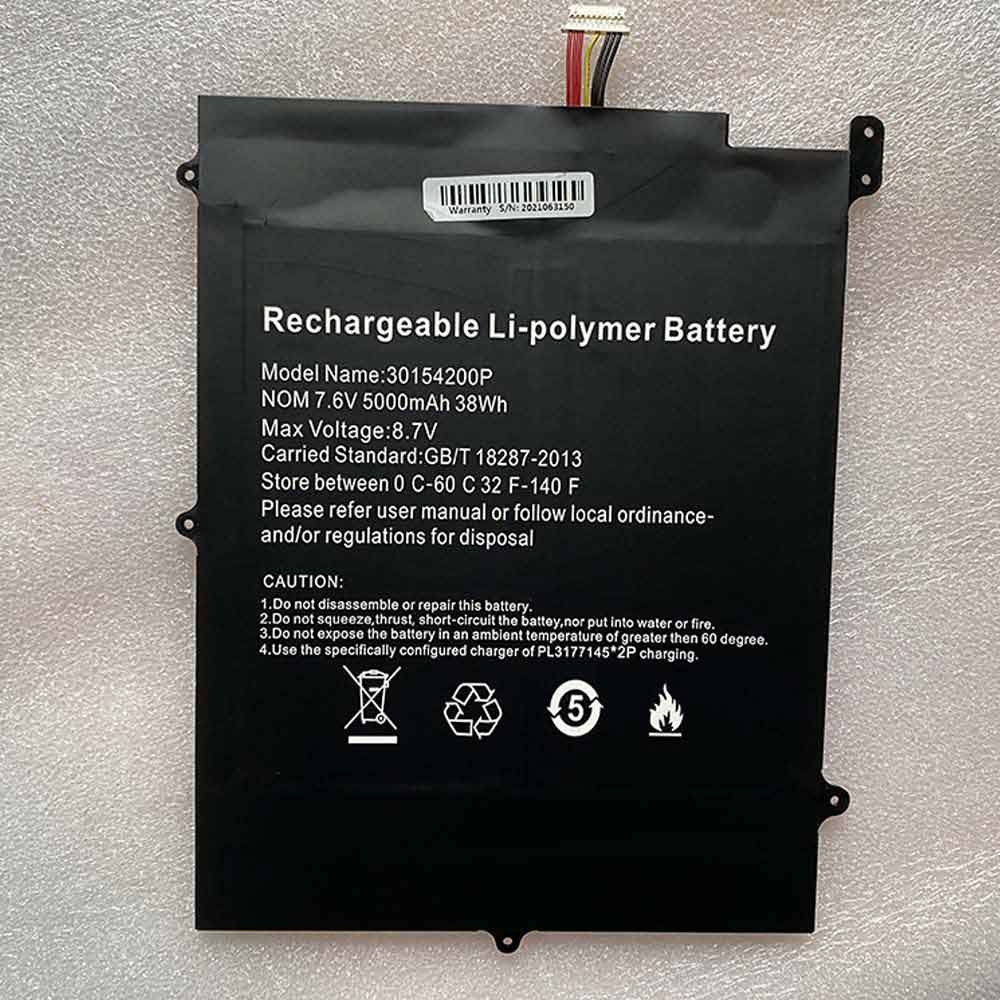 Warranty S/N: 2021063150
Rechargeable Li-polymer Battery
Model Name:30154200P
NOM 7.6V 5000mAh 38Wh
Max Voltage:8.7V
Carried Standard:GB/T 18287-2013
Store between 0 C-60 C 32 F-140 F
Please refer user manual or follow local ordinance-
and/or regulations for disposal
CAUTION:
1.Do not disassemble or repair this battery.
2.Do not squeeze,thrust, short-circuit the battey,nor put into water or fire.
3.Do not expose the battery in an ambient temperature of greater then 60 degree.
4.Use the specifically configured charger of PL3177145*2P charging.
5